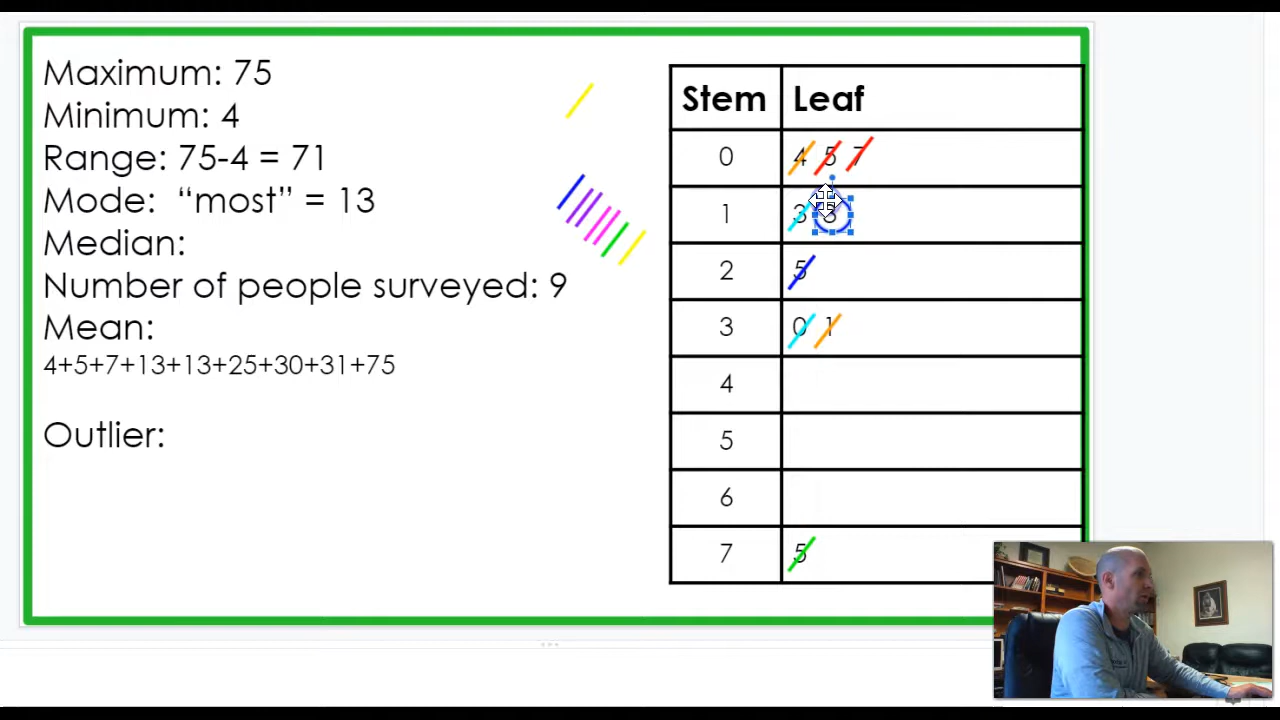 Maximum: 75
Minimum: 4
Range: 75-4 = 71
Mode: “most” = 13
Median:
Number of people surveyed: 9
Mean:
4+5+7+13+13+25+30+31+75
Outlier:
Stem Leaf
0 4 5 7
1 3 3
2 5
3 0 1
4
5
6
7 5